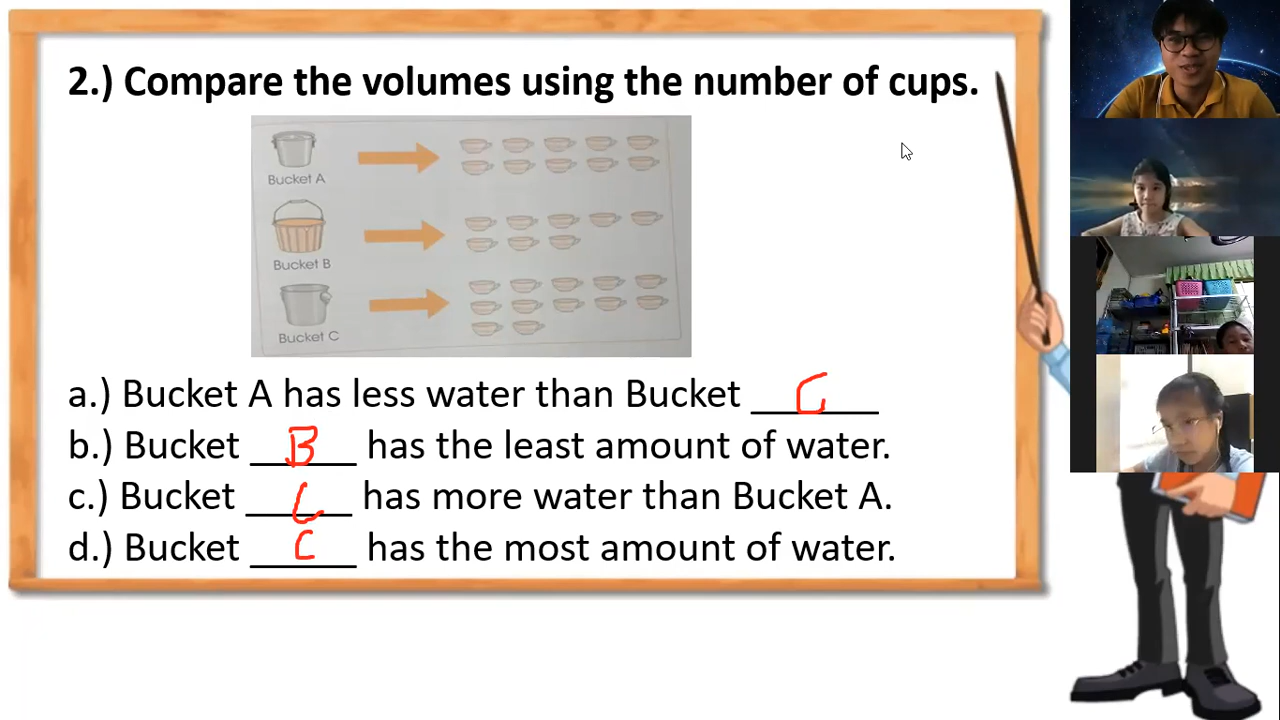 2.) Compare the volumes using the number of cups.
Bucket A
Bucket B
Bucket C
a.) Bucket A has less water than Bucket C
b.) Bucket B has the least amount of water.
c.) Bucket C has more water than Bucket A.
d.) Bucket C has the most amount of water.